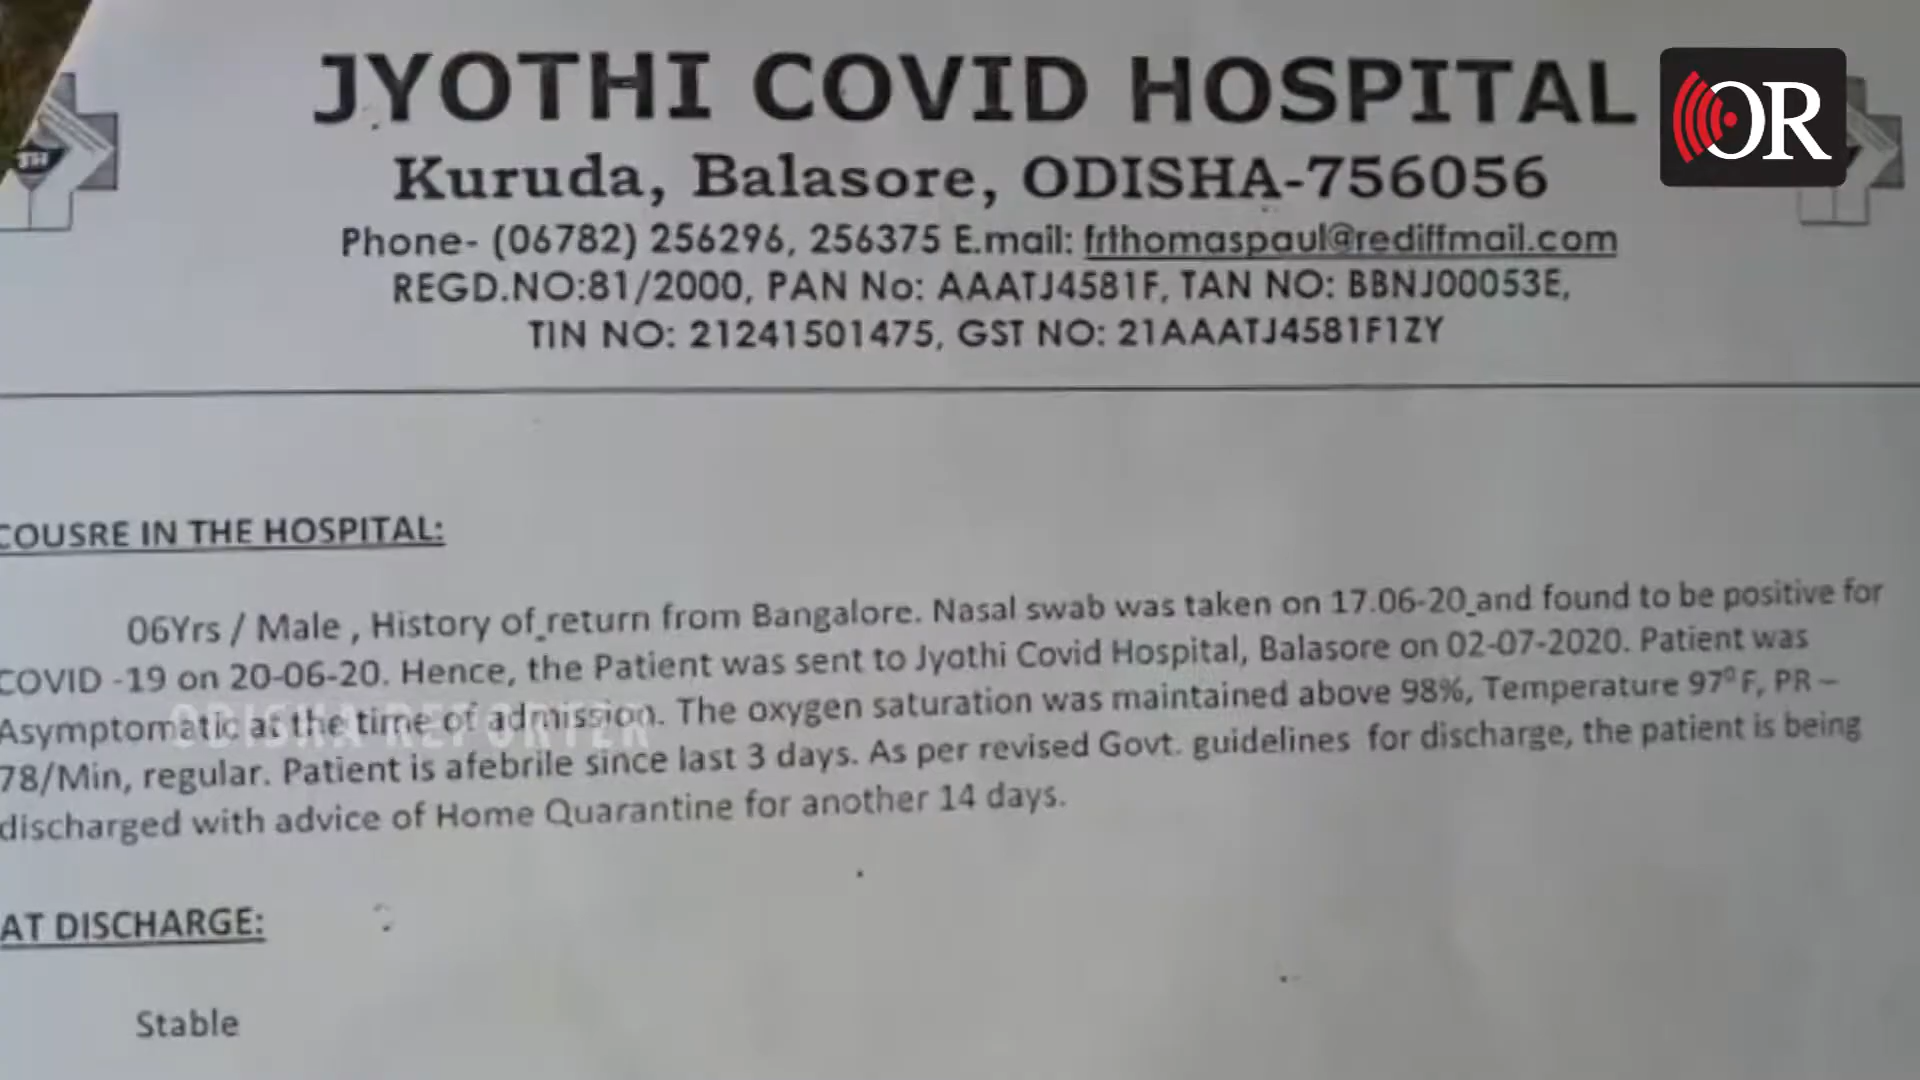 JYOTHI COVID HOSPITAL
OR
Kuruda, Balasore, ODISHA-756056
TH
Phone- (06782) 256296, 256375 E.mail: frthomaspaul@rediffmail.com
REGD.NO:81/2000, PAN No: AAATJ4581F, TAN NO: BBNJ00053E,
TIN NO: 21241501475, GST NO: 21AAATJ4581F1ZY
COUSRE IN THE HOSPITAL:
06Yrs / Male , History of return from Bangalore. Nasal swab was taken on 17.06-20 and found to be positive for
COVID -19 on 20-06-20. Hence, the Patient was sent to Jyothi Covid Hospital, Balasore on 02-07-2020. Patient was
Asymptomatic at the time of admission. The oxygen saturation was maintained above 98%, Temperature 97⁰ F, PR –
ODISHA REPORTER
78/Min, regular. Patient is afebrile since last 3 days. As per revised Govt. guidelines for discharge, the patient is being
discharged with advice of Home Quarantine for another 14 days.
AT DISCHARGE:
Stable